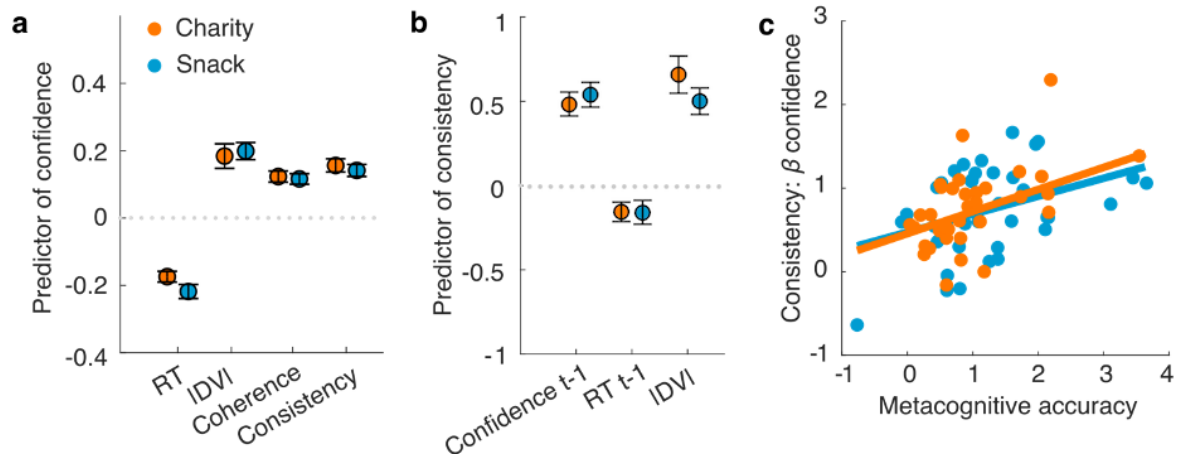 a
Charity
Snack
Predictor of confidence
0.4
0.2
0
-0.2
-0.4
RT
IDVI
Coherence
Consistency
b
Predictor of consistency
1
0.5
0
-0.5
-1
Confidence t-1
RT t-1
IDVI
c
Consistency: β confidence
3
2
1
0
-1
-1 0 1 2 3 4
Metacognitive accuracy